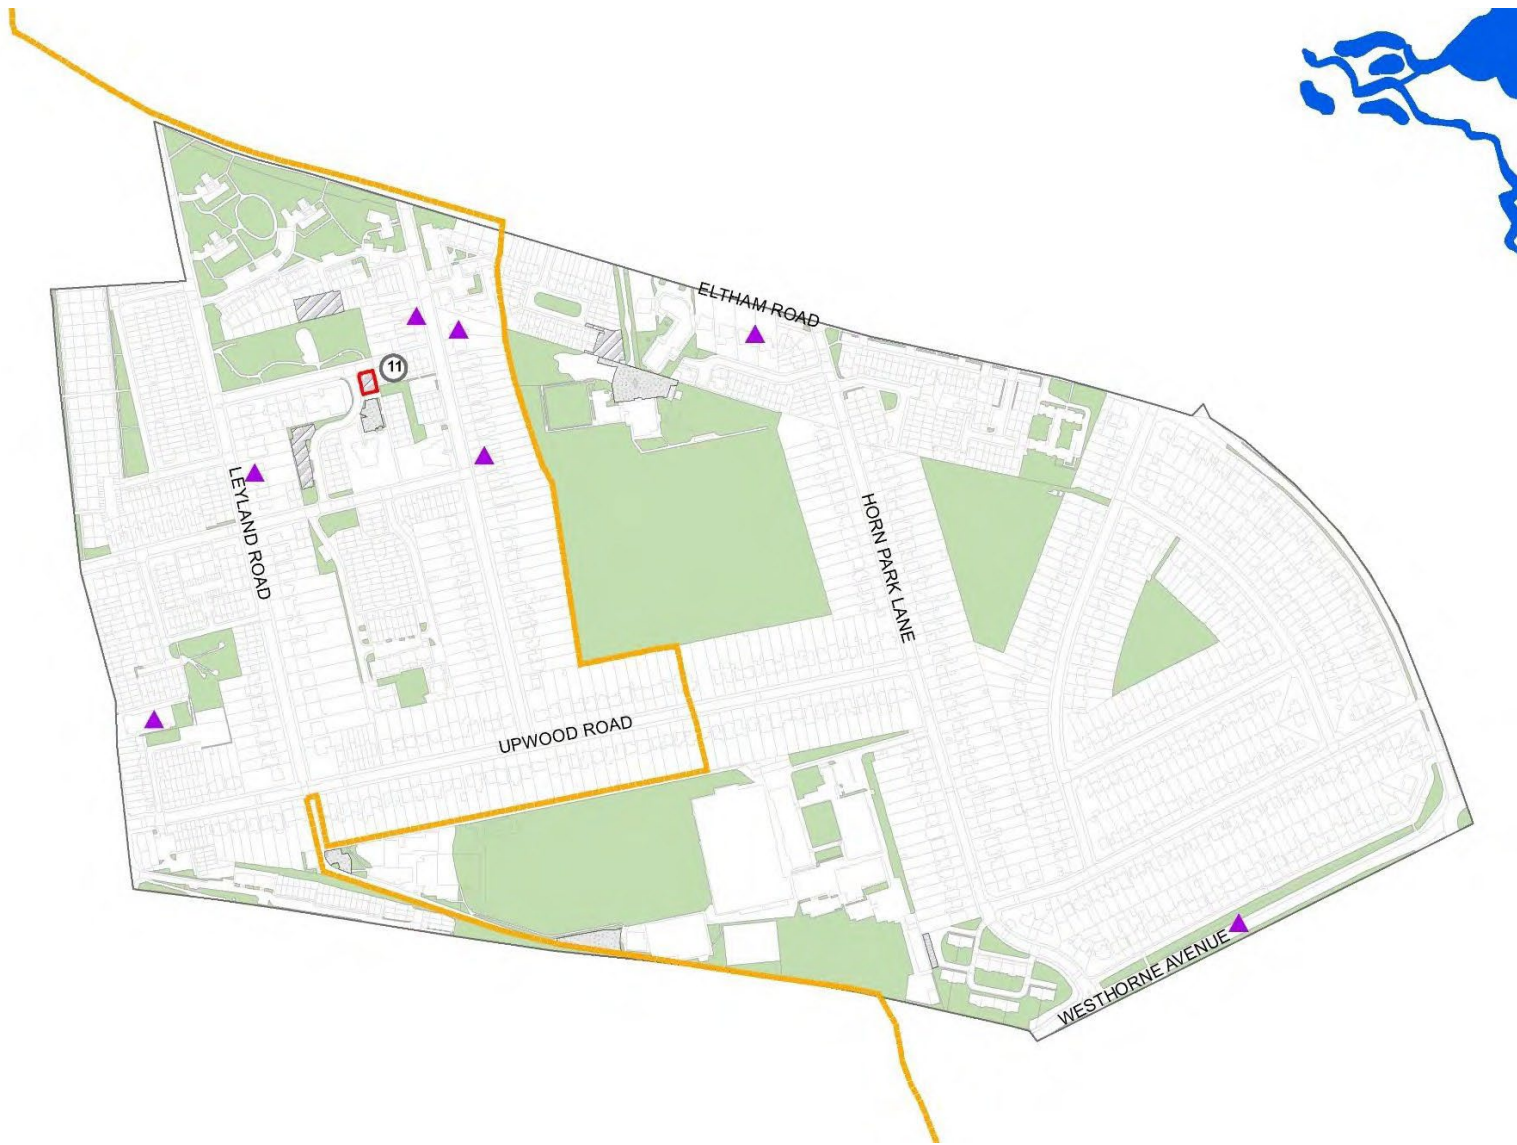 ELTHAM ROAD
11
LEYLAND ROAD
HORN PARK LANE
UPWOOD ROAD
WESTHORNE AVENUE